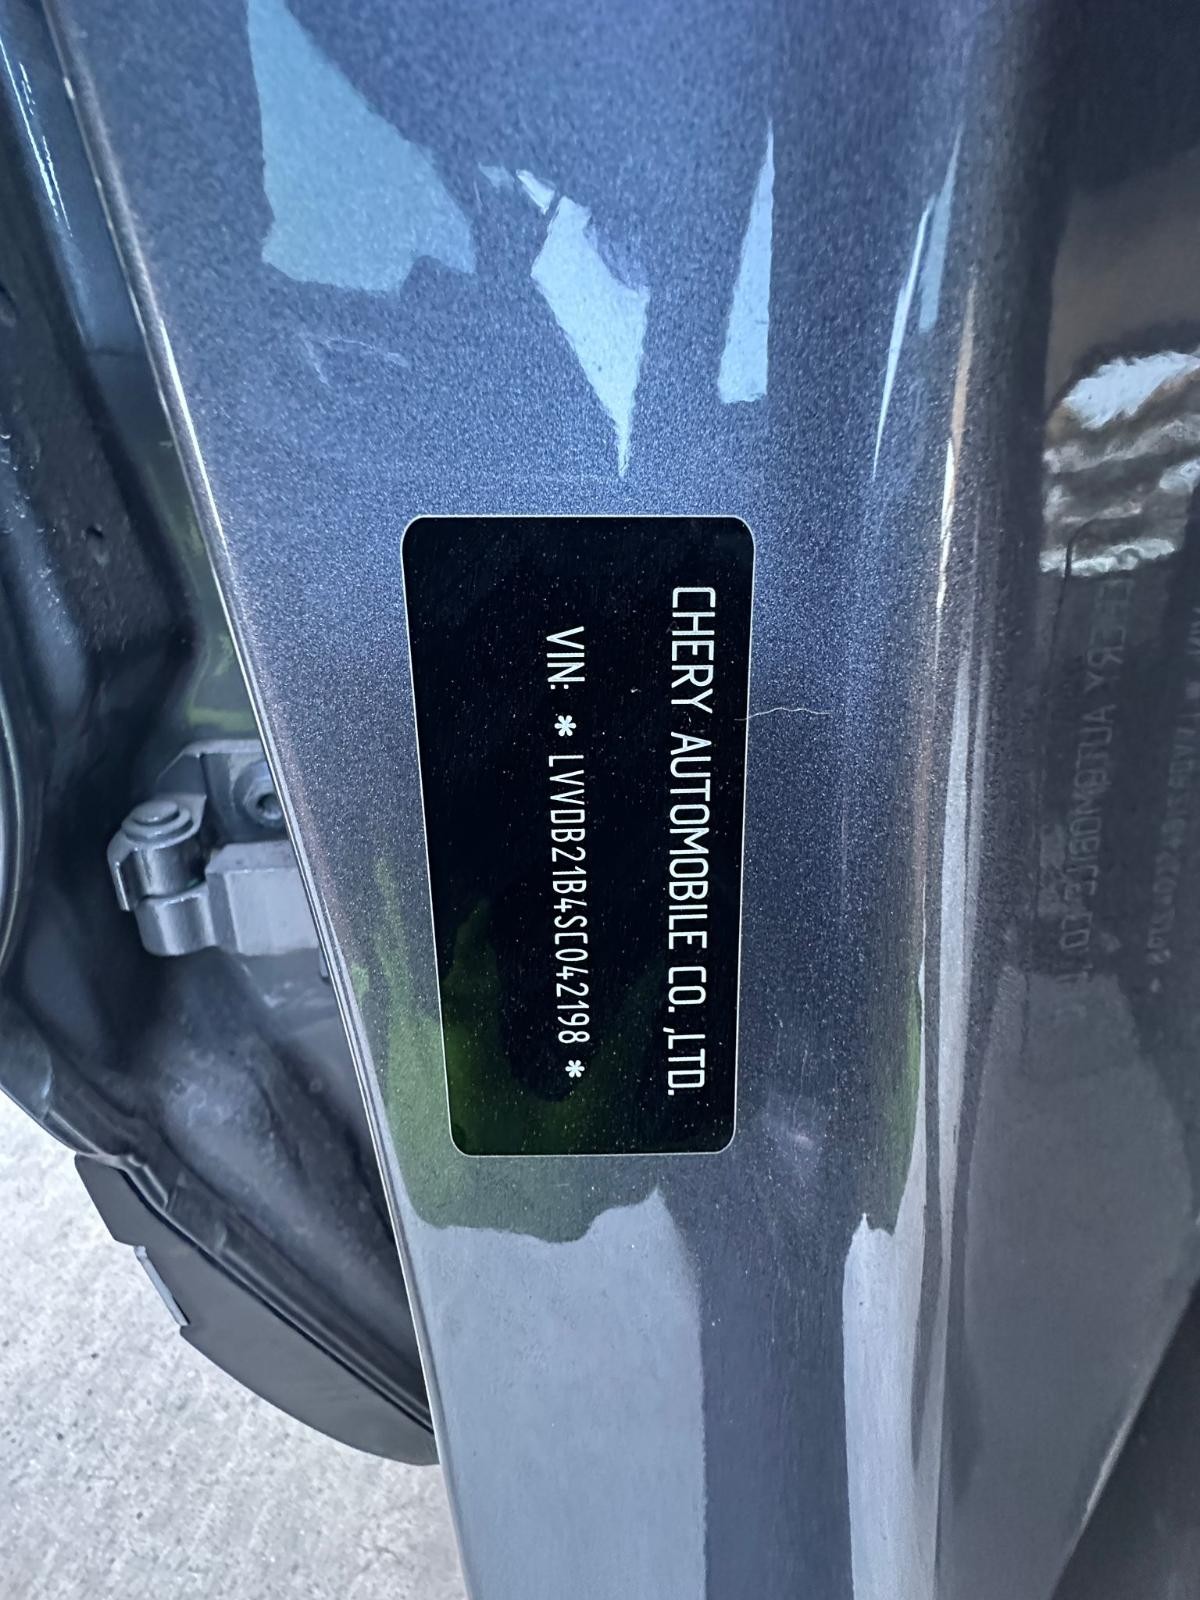 CHERY AUTOMOBILE CO. ,LTD.
VIN: * LVVDB21B4SC042198 *